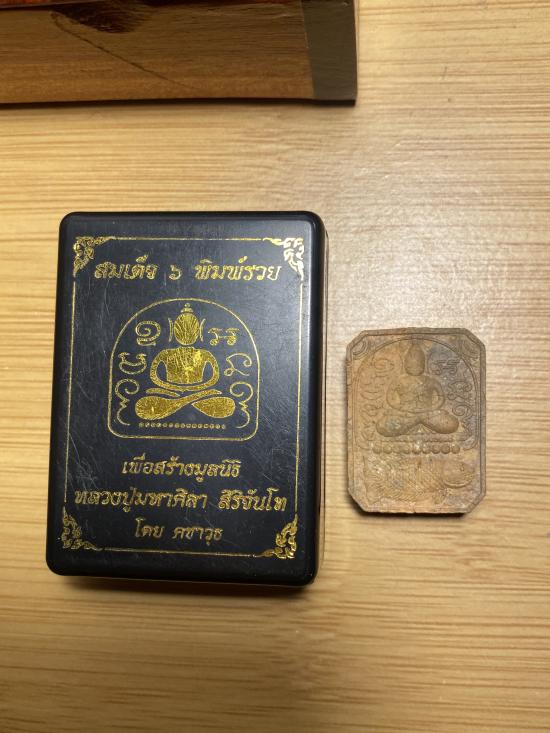 สมเด็จ ๖ พิมพ์รวย
เพื่อสร้างมูลนิธิ
หลวงปู่มหาศิลา สิริจันโท
โดย คชาวุธ